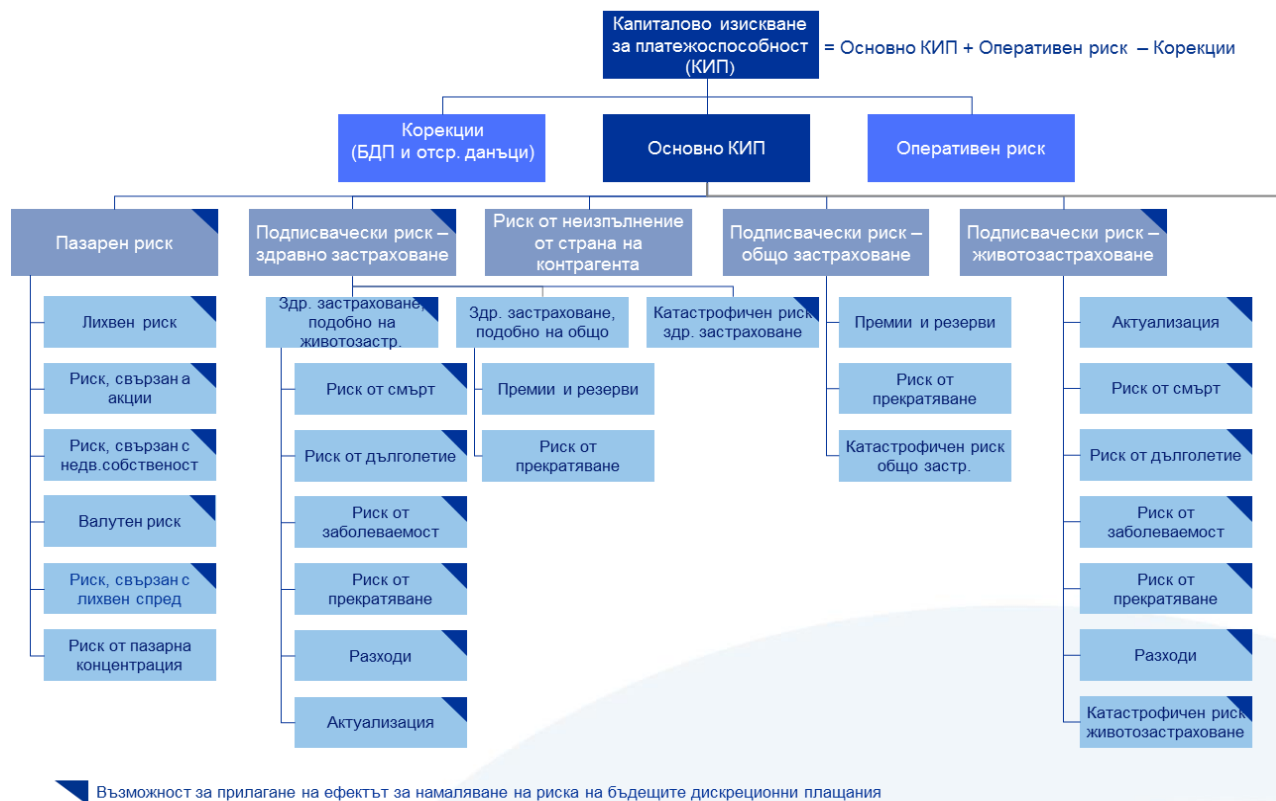 Капиталово изискване
за платежоспособност
(КИП)
= Основно КИП + Оперативен риск – Корекции
Корекции
(БДП и отср. данъци)
Основно КИП
Оперативен риск
Пазарен риск
Подписвачески риск –
здравно застраховане
Риск от неизпълнение
от страна на
контрагента
Подписвачески риск –
общо застраховане
Подписвачески риск –
животозастраховане
Лихвен риск
Риск, свързан а
акции
Риск, свързан с
недв.собственост
Валутен риск
Риск, свързан с
лихвен спред
Риск от пазарна
концентрация
Здр. застраховане,
подобно на
животозастр.
Риск от смърт
Риск от дълголетие
Риск от
заболеваемост
Риск от
прекратяване
Разходи
Актуализация
Здр. застраховане,
подобно на общо
Премии и резерви
Риск от
прекратяване
Катастрофичен риск
здр. застраховане
Премии и резерви
Риск от
прекратяване
Катастрофичен риск
общо застр.
Актуализация
Риск от смърт
Риск от дълголетие
Риск от
заболеваемост
Риск от
прекратяване
Разходи
Катастрофичен риск
животозастраховане
Възможност за прилагане на ефектът за намаляване на риска на бъдещите дискреционни плащания